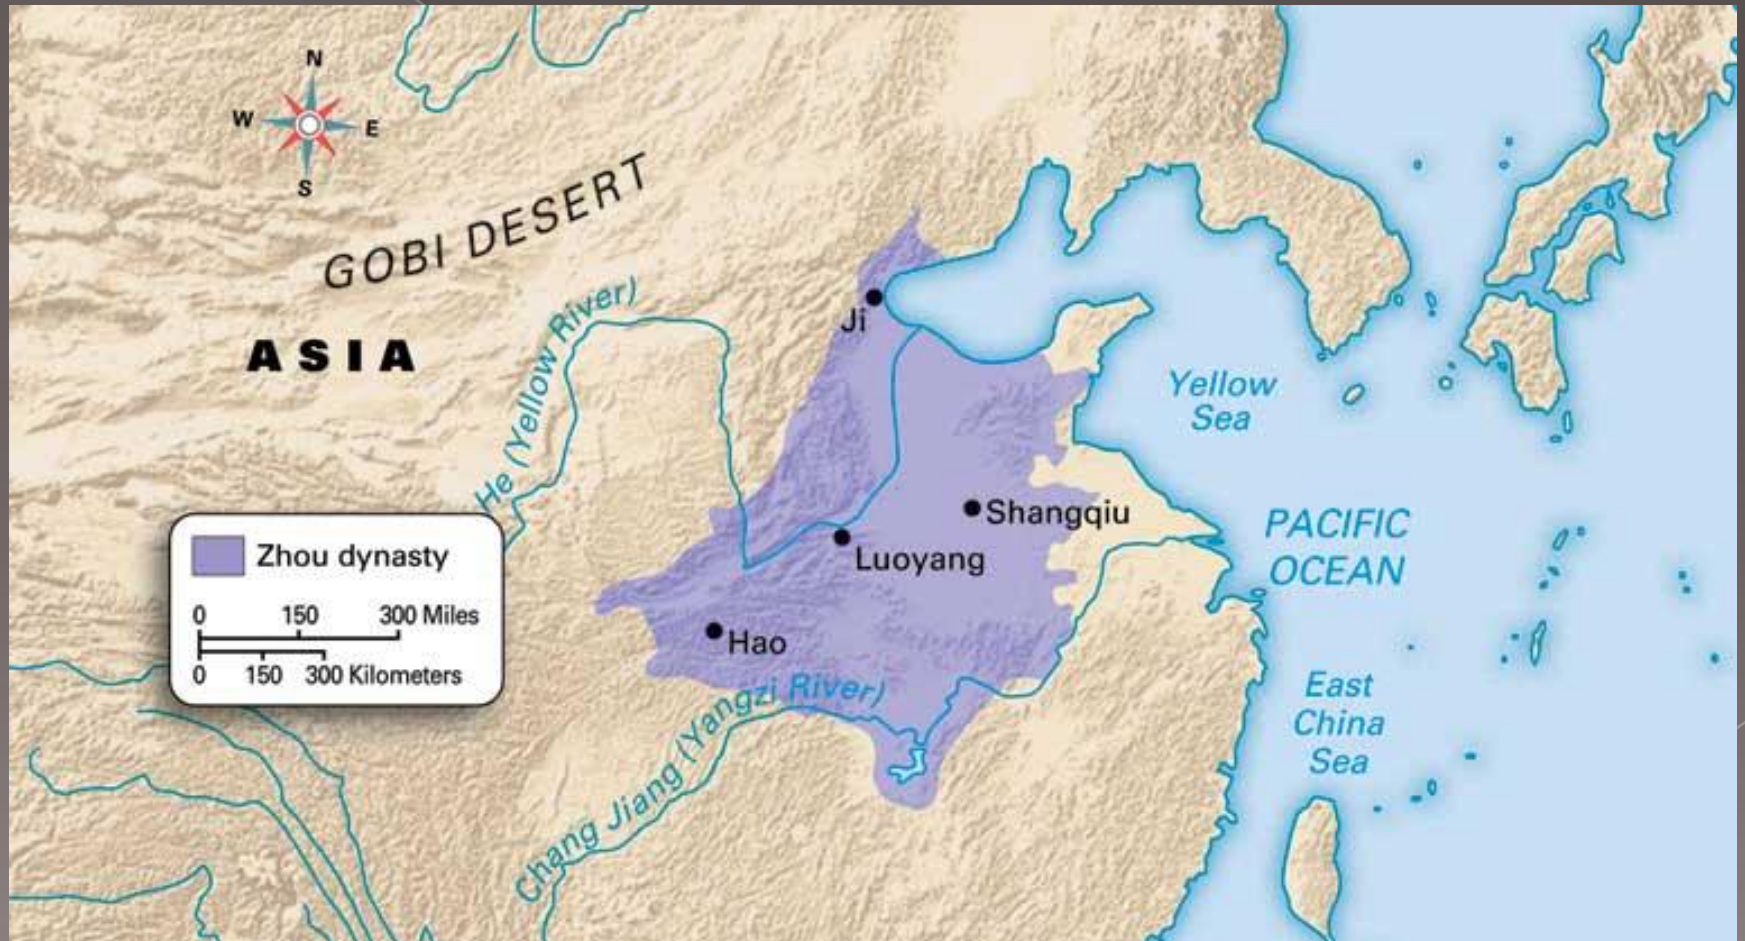 N
W
E
S
GOBI DESERT
ASIA
He (Yellow River)
Ji
Yellow
Sea
Shangqiu
Luoyang
PACIFIC
OCEAN
Zhou dynasty
0 150 300 Miles
0 150 300 Kilometers
Hao
Chang Jiang (Yangzi River)
East
China
Sea